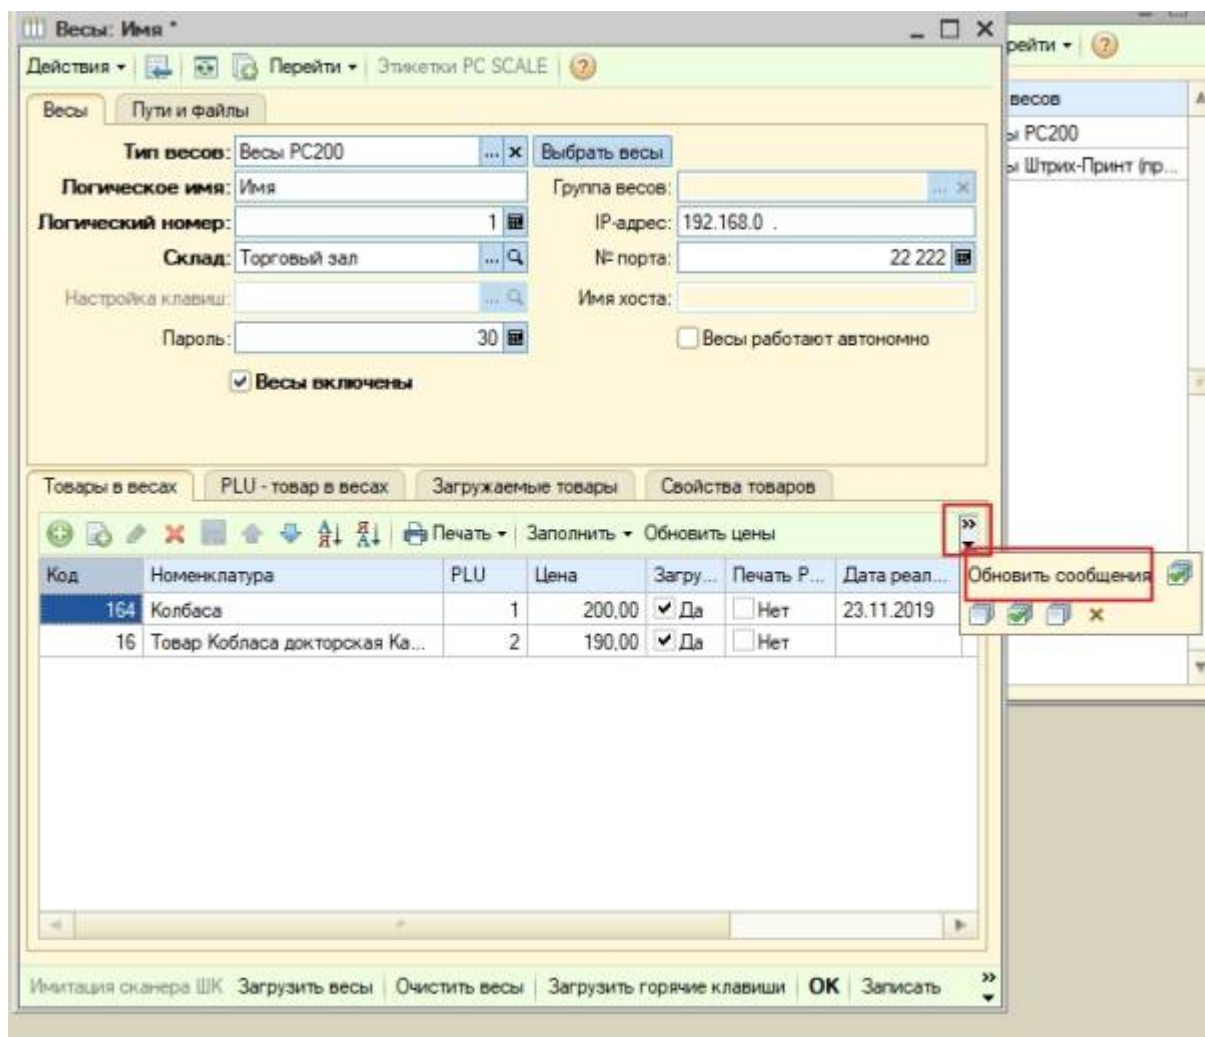 Весы: Имя *
Действия Перейти Этикетки PC SCALE ?
рейти ?
Весы Пути и файлы
весов
Тип весов: Весы PC200 ... x Выбрать весы
ы PC200
Логическое имя: Имя Группа весов: ... x
ы Штрих-Принт (пр...
Логический номер: 1 IP-адрес: 192.168.0 .
Склад: Торговый зал ... № порта: 22 222
Настройка клавиш: ... Имя хоста:
Пароль: 30 Весы работают автономно
Весы включены
Товары в весах PLU - товар в весах Загружаемые товары Свойства товаров
Печать Заполнить Обновить цены
Обновить сообщения
Код Номенклатура PLU Цена Загру... Печать Р... Дата реал...
164 Колбаса 1 200,00 Да Нет 23.11.2019
16 Товар Кобласа докторская Ка... 2 190,00 Да Нет
Имитация сканера ШК Загрузить весы Очистить весы Загрузить горячие клавиши OK Записать